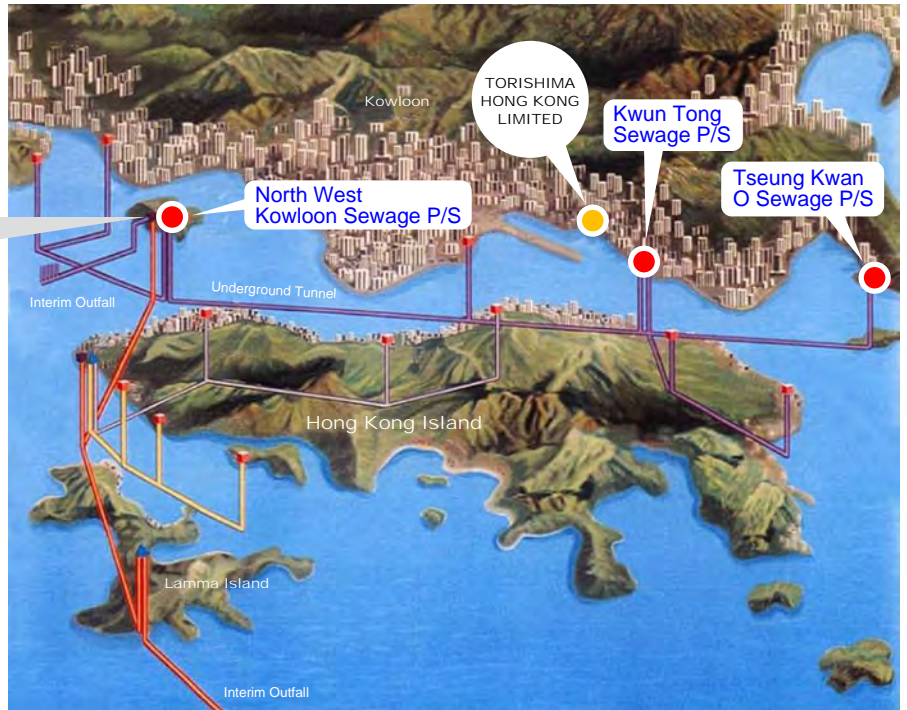 Kowloon
TORISHIMA
HONG KONG
LIMITED
Kwun Tong
Sewage P/S
Tseung Kwan
O Sewage P/S
North West
Kowloon Sewage P/S
Interim Outfall
Underground Tunnel
Hong Kong Island
Lamma Island
Interim Outfall